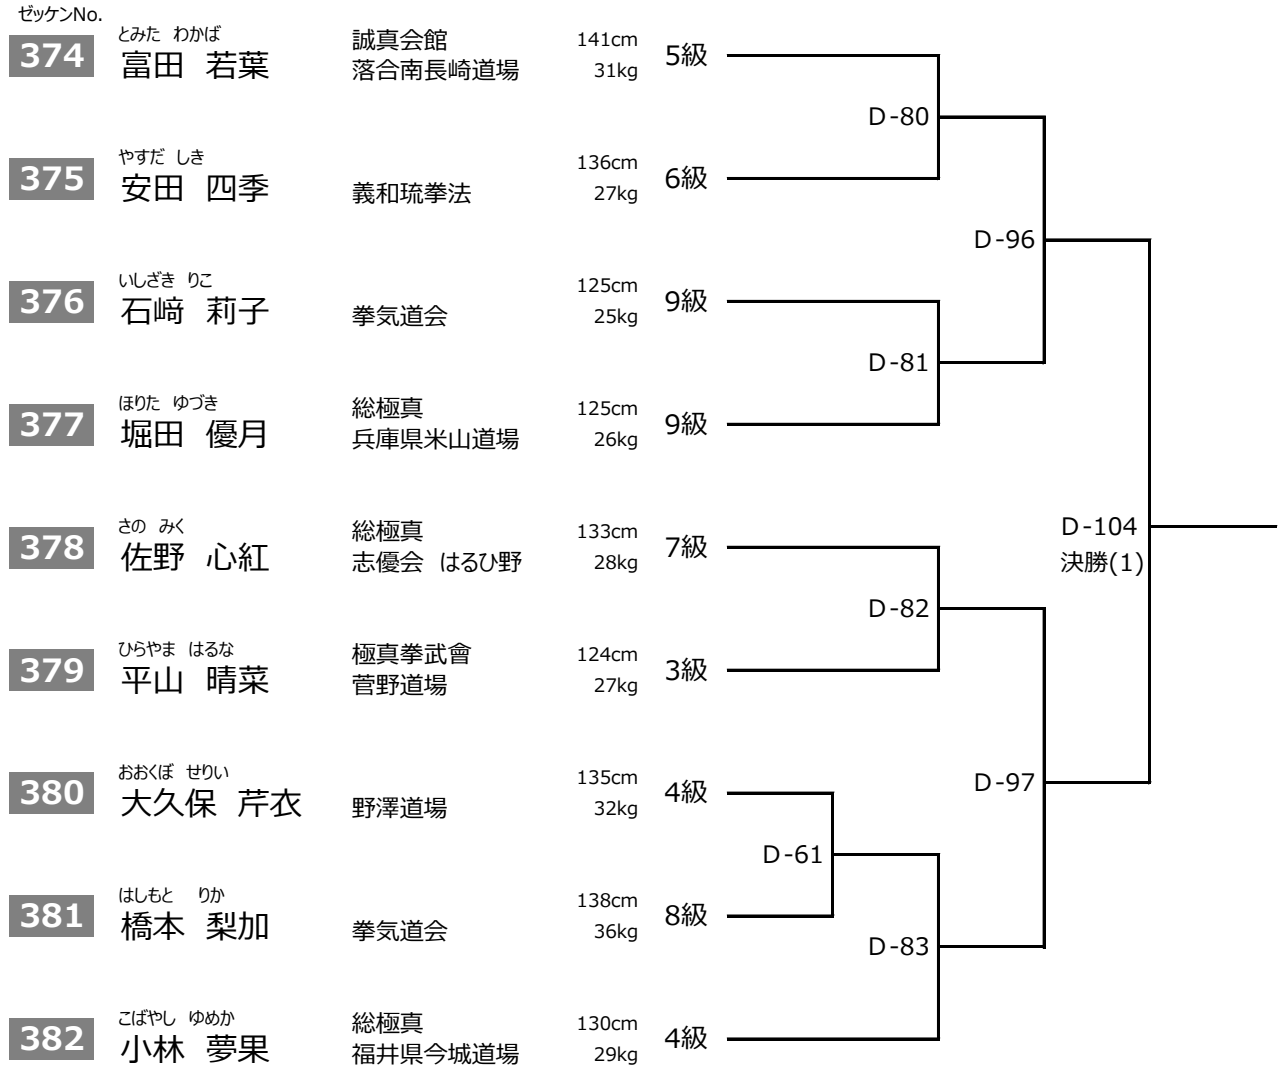 ゼッケンNo.
374
とみた わかば
富田 若葉
誠真会館
落合南長崎道場
141cm
31kg
5級
D-80
375
やすだ しき
安田 四季
義和琉拳法
136cm
27kg
6級
D-96
376
いしざき りこ
石﨑 莉子
拳気道会
125cm
25kg
9級
D-81
377
ほりた ゆづき
堀田 優月
総極真
兵庫県米山道場
125cm
26kg
9級
378
さの みく
佐野 心紅
総極真
志優会 はるひ野
133cm
28kg
7級
D-104
決勝(1)
D-82
379
ひらやま はるな
平山 晴菜
極真拳武會
菅野道場
124cm
27kg
3級
380
おおくぼ せりい
大久保 芹衣
野澤道場
135cm
32kg
4級
D-97
D-61
381
はしもと りか
橋本 梨加
拳気道会
138cm
36kg
8級
D-83
382
こばやし ゆめか
小林 夢果
総極真
福井県今城道場
130cm
29kg
4級